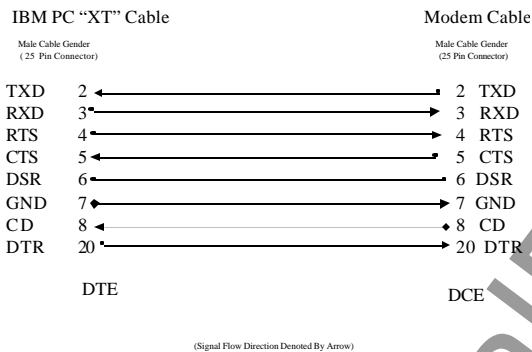 IBM PC “XT” Cable Modem Cable
Male Cable Gender Male Cable Gender
( 25 Pin Connector) (25 Pin Connector)
TXD 2 2 TXD
RXD 3 3 RXD
RTS 4 4 RTS
CTS 5 5 CTS
DSR 6 6 DSR
GND 7 7 GND
CD 8 8 CD
DTR 20 20 DTR
DTE DCE
(Signal Flow Direction Denoted By Arrow)